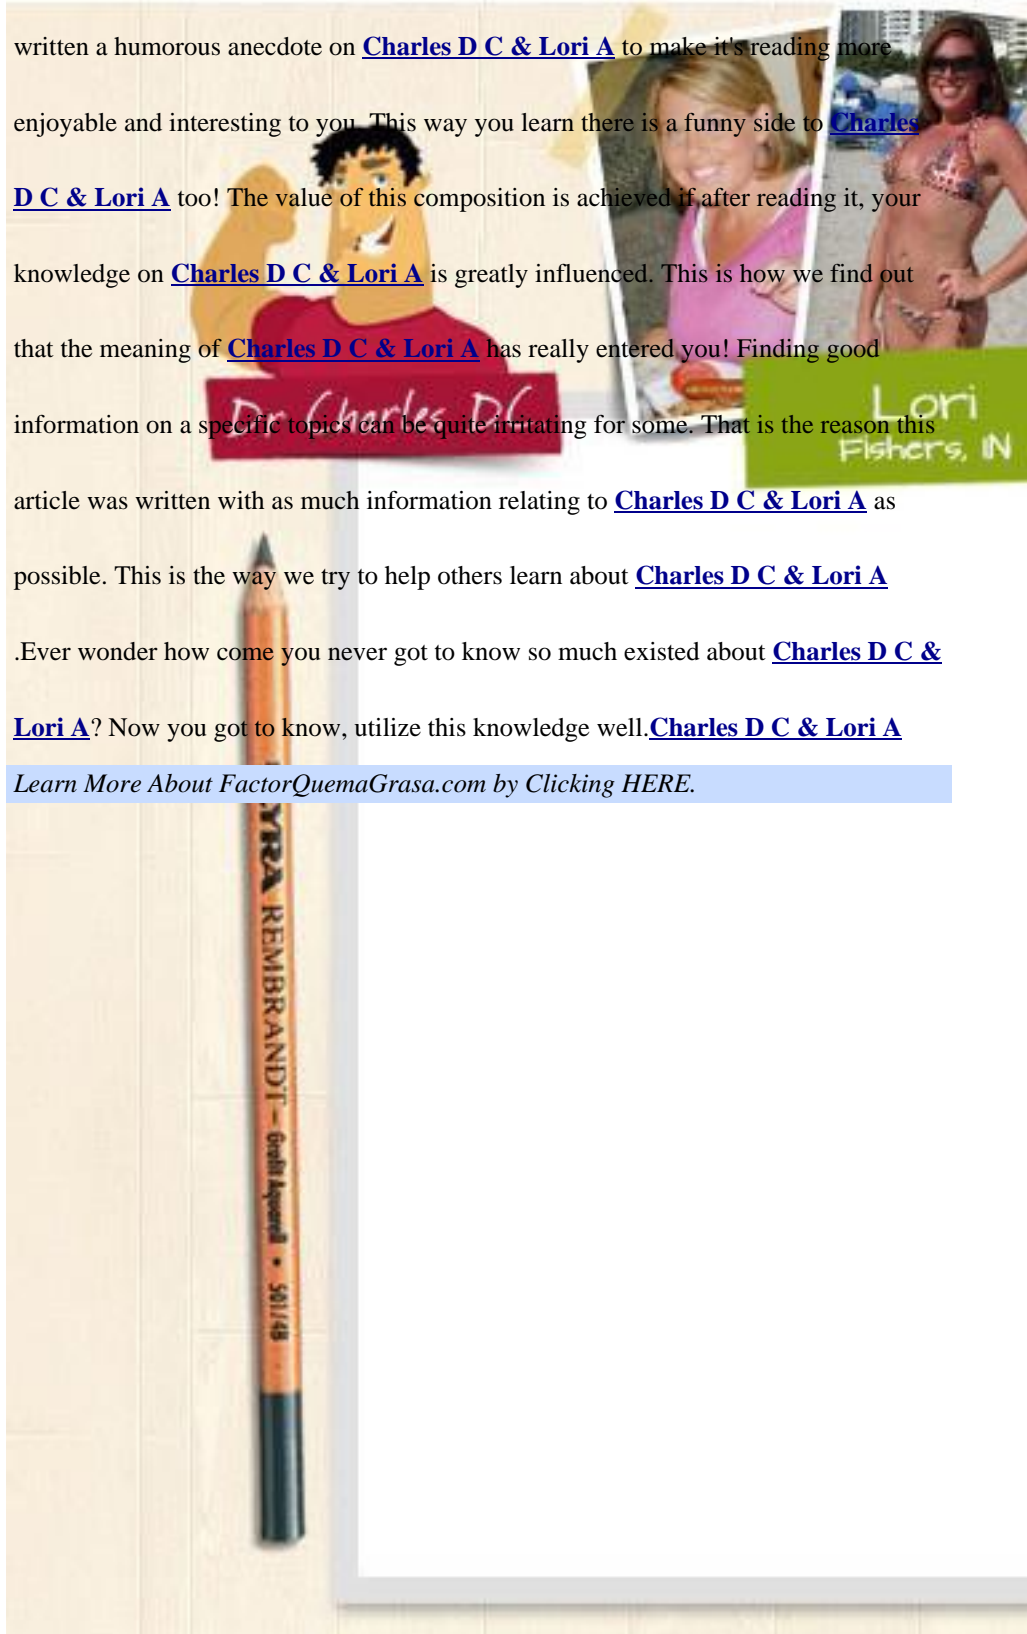 written a humorous anecdote on Charles D C & Lori A to make it's reading more
enjoyable and interesting to you. This way you learn there is a funny side to Charles
D C & Lori A too! The value of this composition is achieved if after reading it, your
knowledge on Charles D C & Lori A is greatly influenced. This is how we find out
that the meaning of Charles D C & Lori A has really entered you! Finding good
Lori
Dr. Charles DC
information on a specific topics can be quite irritating for some. That is the reason this
Fishers, IN
article was written with as much information relating to Charles D C & Lori A as
possible. This is the way we try to help others learn about Charles D C & Lori A
.Ever wonder how come you never got to know so much existed about Charles D C &
Lori A? Now you got to know, utilize this knowledge well.Charles D C & Lori A
Learn More About FactorQuemaGrasa.com by Clicking HERE.
YRA REMBRANDT – Grafit Aquarell • 501/4B